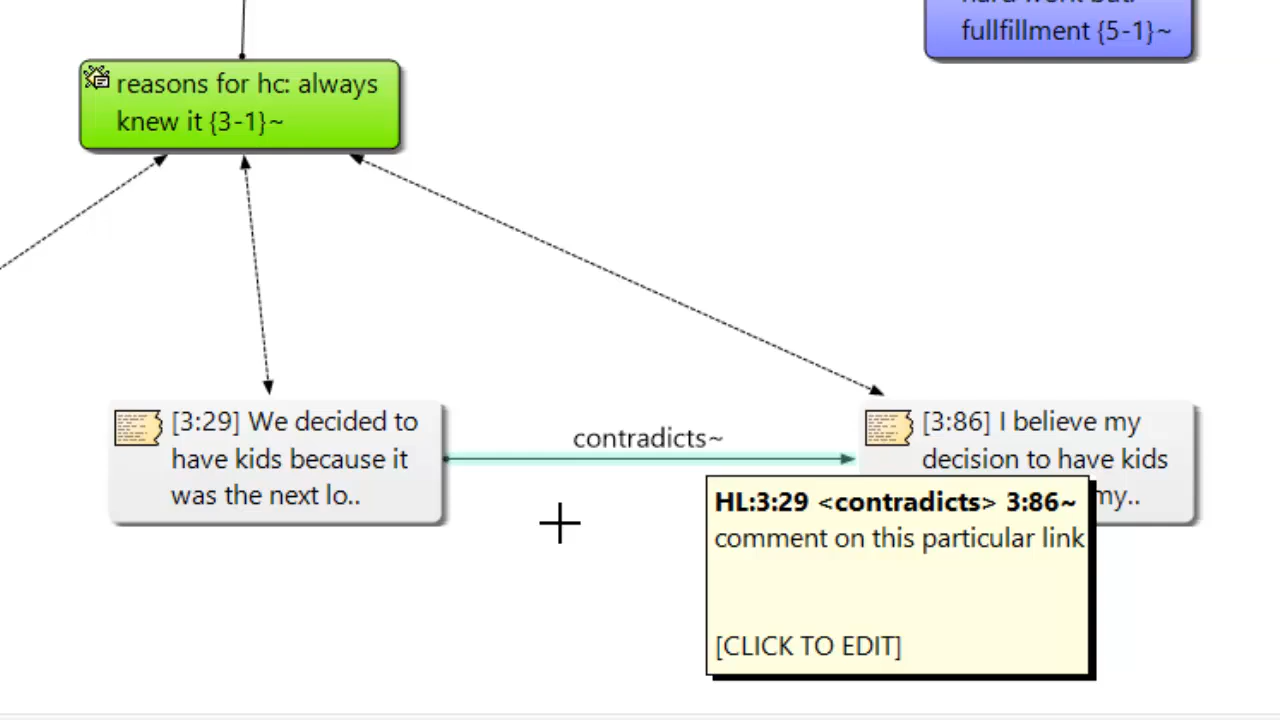 fullfillment {5-1}~
reasons for hc: always
knew it {3-1}~
[3:29] We decided to
have kids because it
was the next lo..
contradicts~
[3:86] I believe my
decision to have kids
my..
HL:3:29 <contradicts> 3:86~
comment on this particular link
[CLICK TO EDIT]